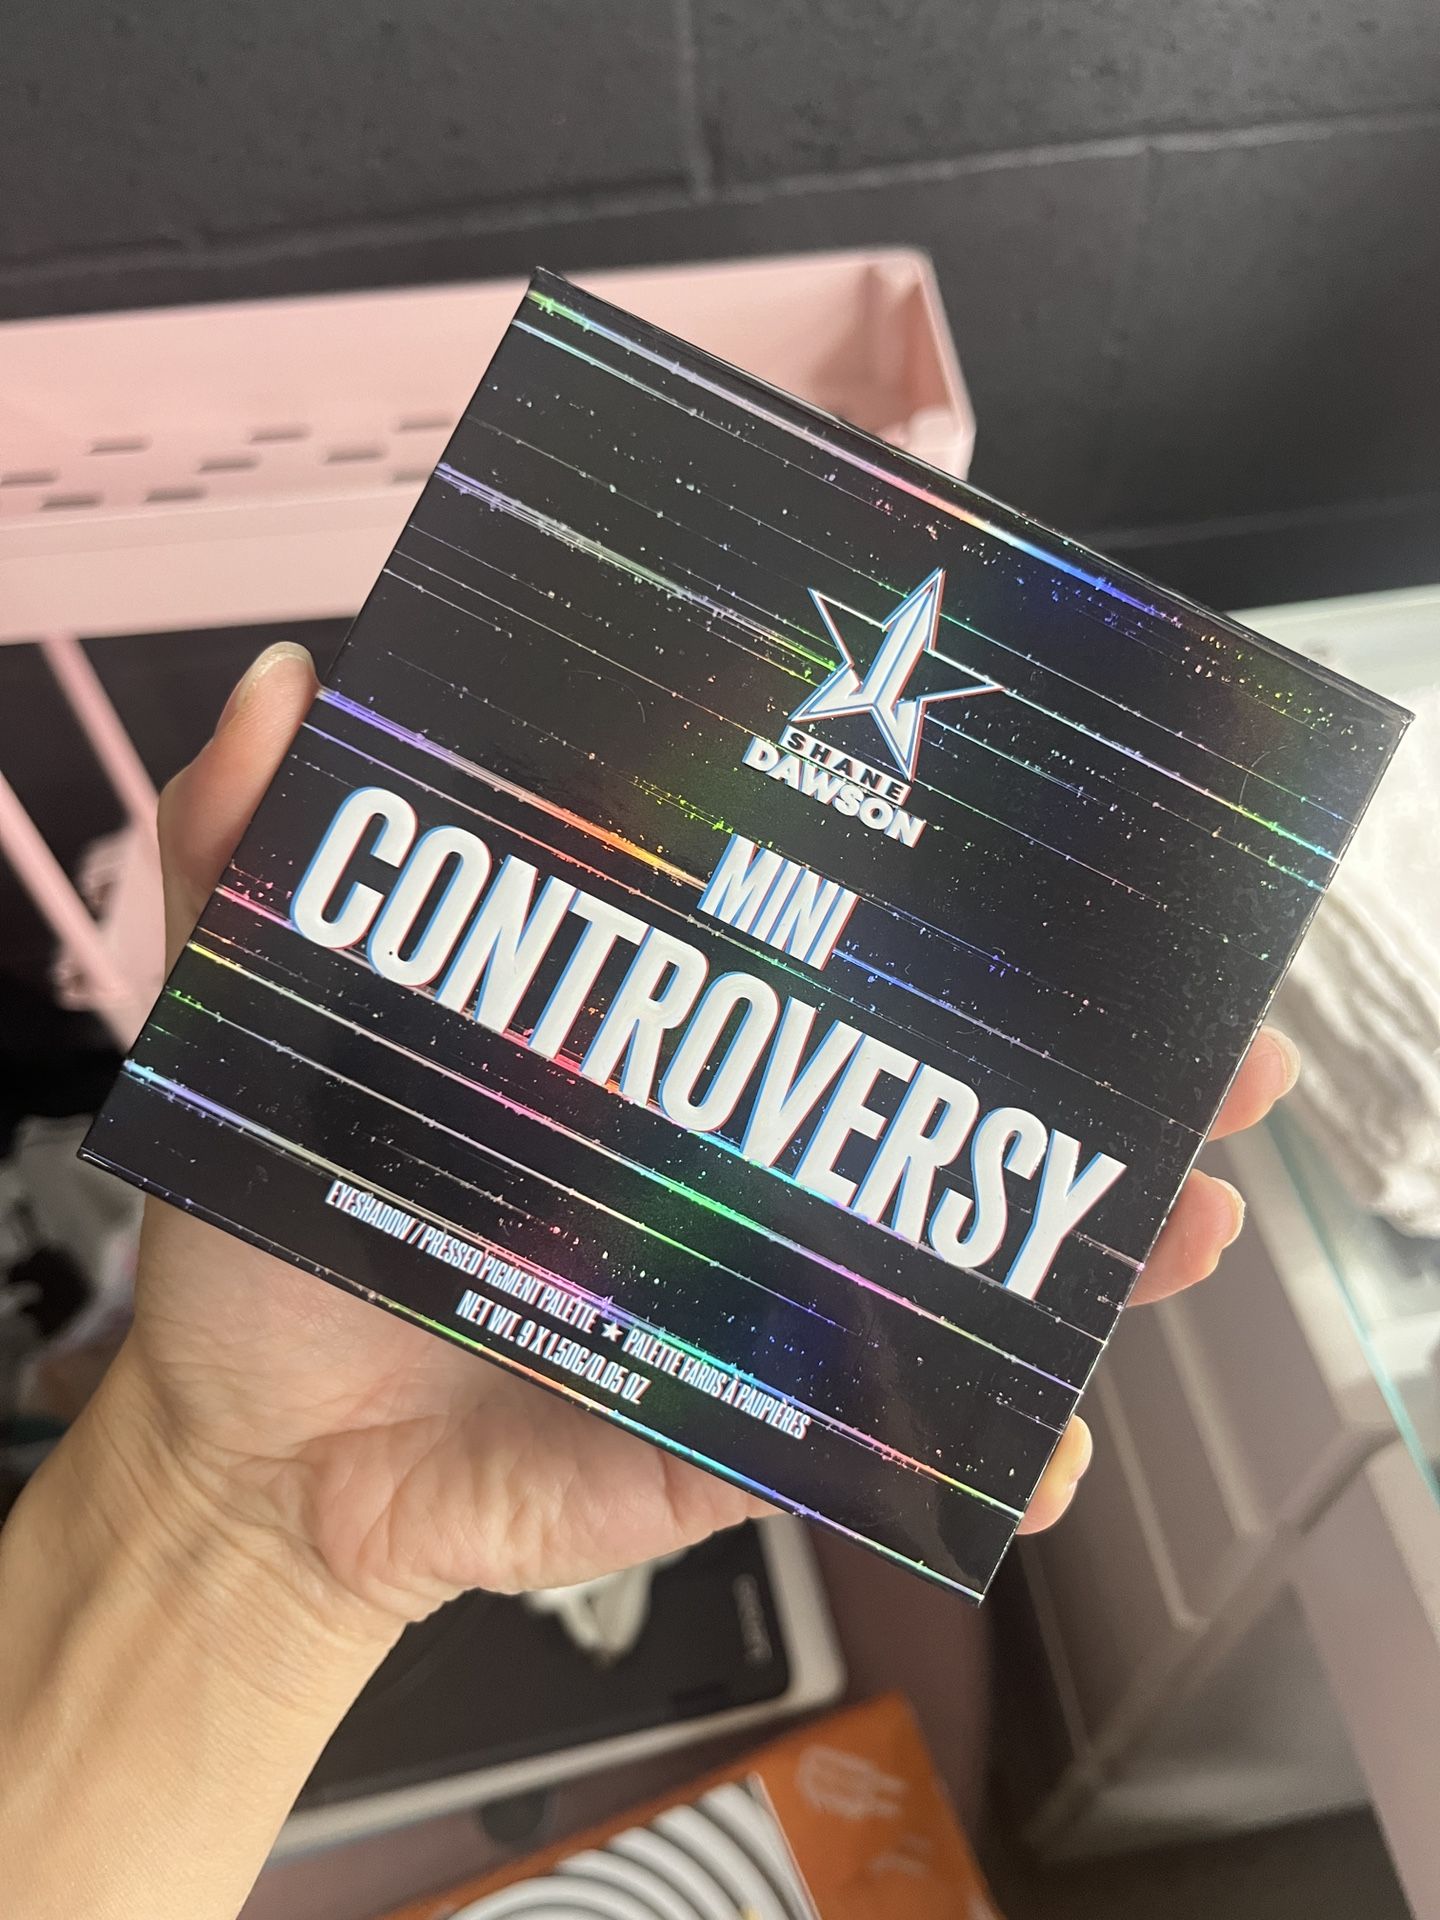 SHANE
DAWSON
MINI
CONTROVERSY
EYESHADOW / PRESSED PIGMENT PALETTE ★ PALETTE FARDS À PAUPIÈRES
NET WT. 9 X 1.50G/0.05 OZ